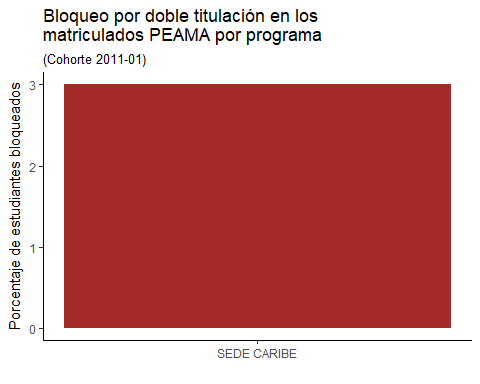 Bloqueo por doble titulación en los
matriculados PEAMA por programa
(Cohorte 2011-01)
Porcentaje de estudiantes bloqueados
3
2
1
0
SEDE CARIBE